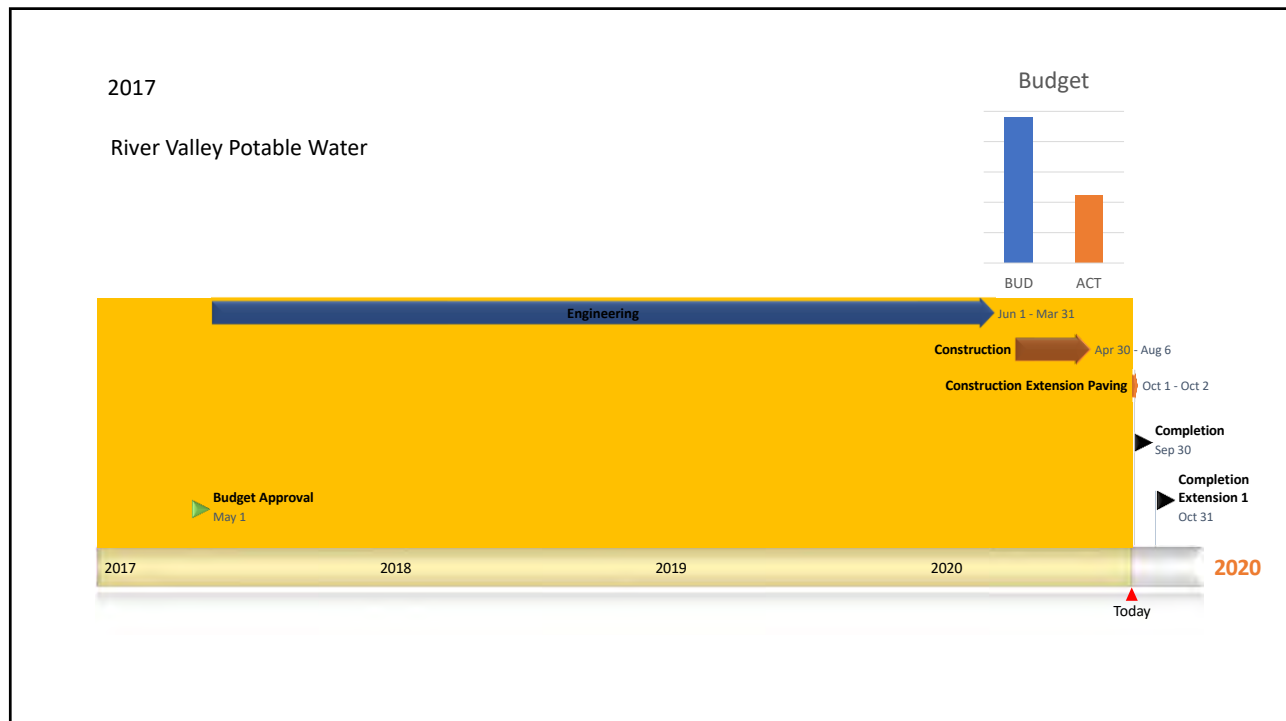 2017
Budget
River Valley Potable Water
BUD ACT
Engineering Jun 1 - Mar 31
Construction Apr 30 - Aug 6
Construction Extension Paving Oct 1 - Oct 2
Completion
Sep 30
Completion
Extension 1
Oct 31
Budget Approval
May 1
2017 2018 2019 2020 2020
Today